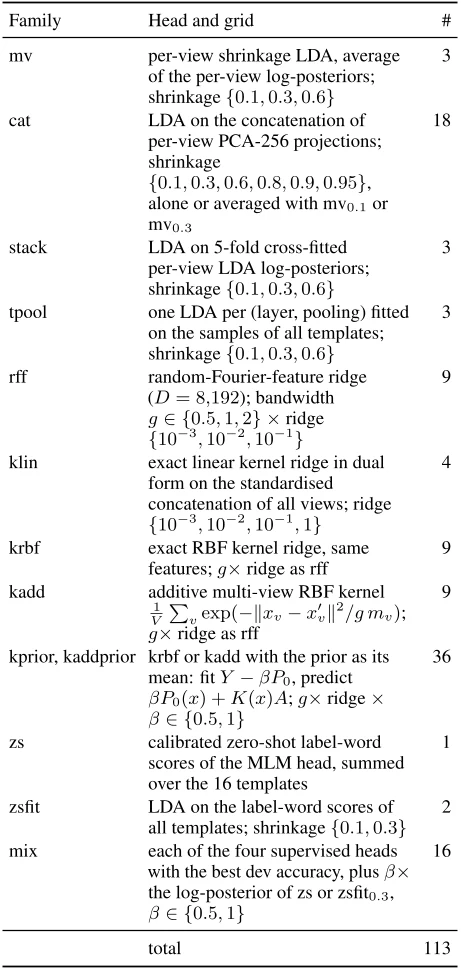 Family Head and grid #
mv per-view shrinkage LDA, average 3
of the per-view log-posteriors;
shrinkage {0.1, 0.3, 0.6}
cat LDA on the concatenation of 18
per-view PCA-256 projections;
shrinkage
{0.1, 0.3, 0.6, 0.8, 0.9, 0.95},
alone or averaged with mv₀.₁ or
mv₀.₃
stack LDA on 5-fold cross-fitted 3
per-view LDA log-posteriors;
shrinkage {0.1, 0.3, 0.6}
tpool one LDA per (layer, pooling) fitted 3
on the samples of all templates;
shrinkage {0.1, 0.3, 0.6}
rff random-Fourier-feature ridge 9
(D = 8,192); bandwidth
g ∈ {0.5, 1, 2} × ridge
{10⁻³, 10⁻², 10⁻¹}
klin exact linear kernel ridge in dual 4
form on the standardised
concatenation of all views; ridge
{10⁻³, 10⁻², 10⁻¹, 1}
krbf exact RBF kernel ridge, same 9
features; g× ridge as rff
kadd additive multi-view RBF kernel 9
1/V ∑ᵥ exp(−‖xᵥ − x′ᵥ‖²/g mᵥ);
g× ridge as rff
kprior, kaddprior krbf or kadd with the prior as its 36
mean: fit Y − βP₀, predict
βP₀(x) + K(x)A; g× ridge ×
β ∈ {0.5, 1}
zs calibrated zero-shot label-word 1
scores of the MLM head, summed
over the 16 templates
zsfit LDA on the label-word scores of 2
all templates; shrinkage {0.1, 0.3}
mix each of the four supervised heads 16
with the best dev accuracy, plus β×
the log-posterior of zs or zsfit₀.₃,
β ∈ {0.5, 1}
total 113